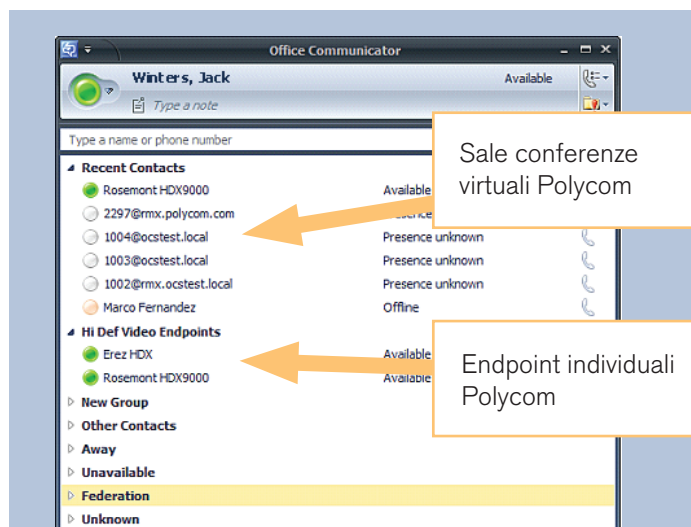 Office Communicator
Winters, Jack Available
Type a note
Type a name or phone number
Recent Contacts
Rosemont HDX9000 Available
2297@rmx.polycom.com
1004@ocstest.local Presence unknown
1003@ocstest.local Presence unknown
1002@rmx.ocstest.local Presence unknown
Marco Fernandez Offline
Hi Def Video Endpoints
Erez HDX Available
Rosemont HDX9000 Available
New Group
Other Contacts
Away
Unavailable
Federation
Unknown
Sale conferenze
virtuali Polycom
Endpoint individuali
Polycom